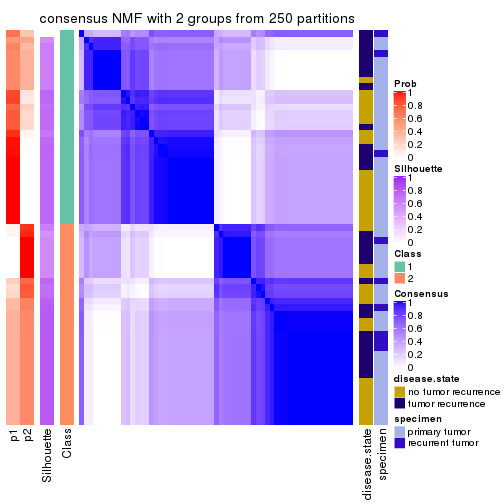 consensus NMF with 2 groups from 250 partitions
Prob
1
0.8
0.6
0.4
0.2
0
Silhouette
1
0.8
0.6
0.4
0.2
0
Class
1
2
Consensus
1
0.8
0.6
0.4
0.2
0
disease.state
no tumor recurrence
tumor recurrence
specimen
primary tumor
recurrent tumor
p1
p2
Silhouette
Class
disease.state
specimen